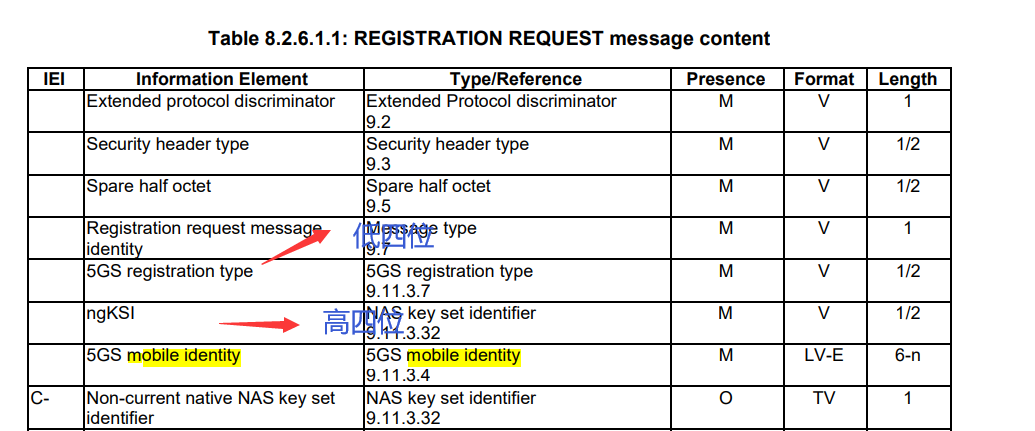 Table 8.2.6.1.1: REGISTRATION REQUEST message content
IEI Information Element Type/Reference Presence Format Length
Extended protocol discriminator Extended Protocol discriminator M V 1
9.2
Security header type Security header type M V 1/2
9.3
Spare half octet Spare half octet M V 1/2
9.5
Registration request message Message type M V 1
identity 9.7
低四位
5GS registration type 5GS registration type M V 1/2
9.11.3.7
ngKSI NAS key set identifier M V 1/2
9.11.3.32
高四位
5GS mobile identity 5GS mobile identity M LV-E 6-n
9.11.3.4
C- Non-current native NAS key set NAS key set identifier O TV 1
identifier 9.11.3.32